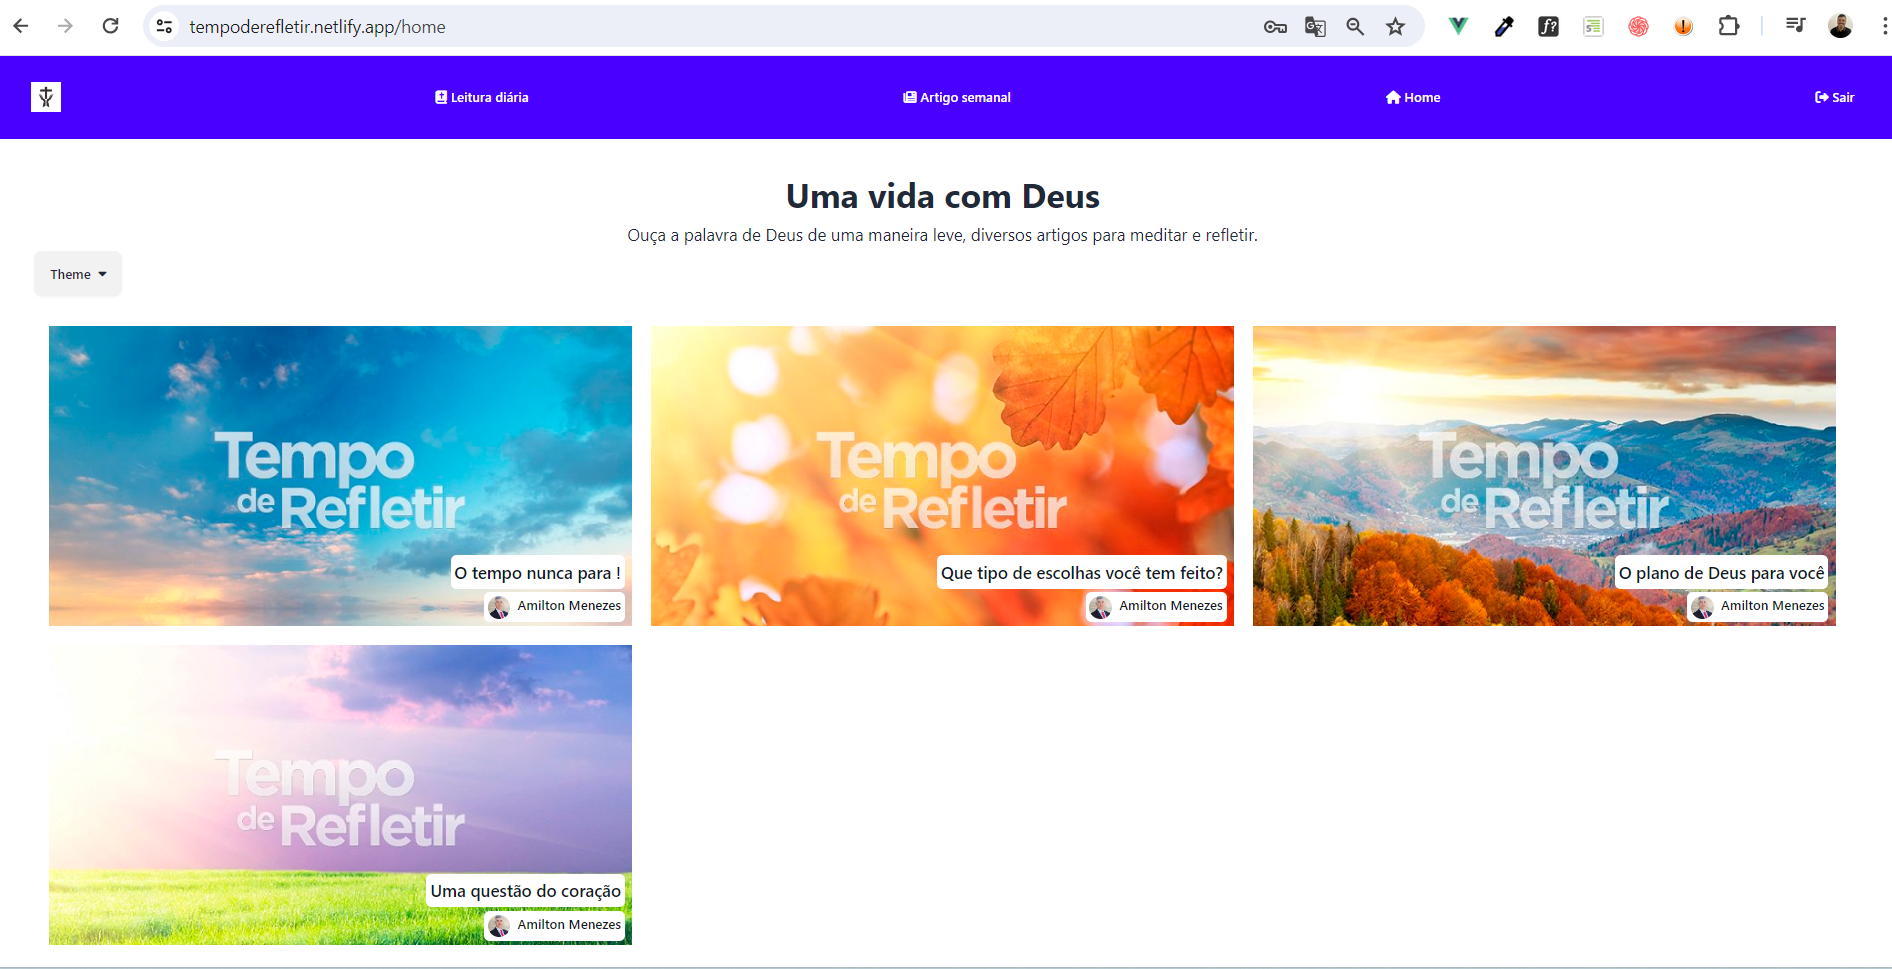 tempoderefletir.netlify.app/home
Leitura diária
Artigo semanal
Home
Sair
Uma vida com Deus
Ouça a palavra de Deus de uma maneira leve, diversos artigos para meditar e refletir.
Theme
Tempo
de Refletir
O tempo nunca para !
Amilton Menezes
Tempo
de Refletir
Que tipo de escolhas você tem feito?
Amilton Menezes
Tempo
de Refletir
O plano de Deus para você
Amilton Menezes
Tempo
de Refletir
Uma questão do coração
Amilton Menezes